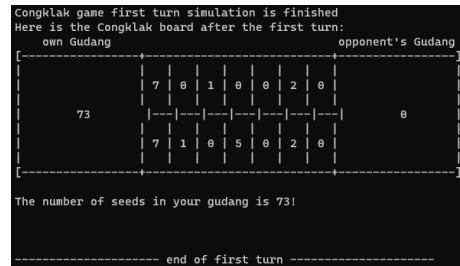 Congklak game first turn simulation is finished
Here is the Congklak board after the first turn:
own Gudang opponent's Gudang
[----------------+--------------------------+----------------]
| | | | | | | | | |
| | 7 | 0 | 1 | 0 | 0 | 2 | 0 | |
| | | | | | | | | |
| 73 |---|---|---|---|---|---|---| 0 |
| | | | | | | | | |
| | 7 | 1 | 0 | 5 | 0 | 2 | 0 | |
| | | | | | | | | |
[----------------+--------------------------+----------------]
The number of seeds in your gudang is 73!
--------------------- end of first turn ---------------------